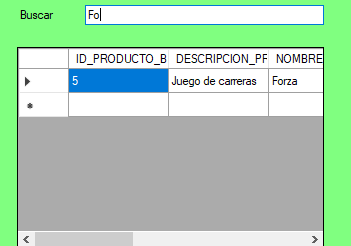 Buscar Fo
ID_PRODUCTO_B DESCRIPCION_PF NOMBRE
5 Juego de carreras Forza